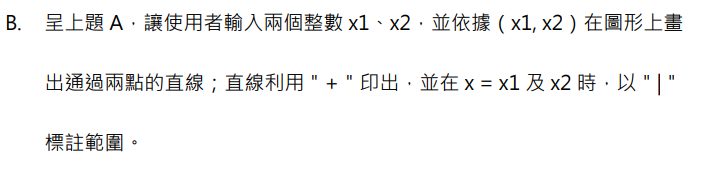 B. 呈上題 A，讓使用者輸入兩個整數 x1、x2，並依據 ( x1, x2 ) 在圖形上畫
出通過兩點的直線；直線利用 " + " 印出，並在 x = x1 及 x2 時，以 " | "
標註範圍。